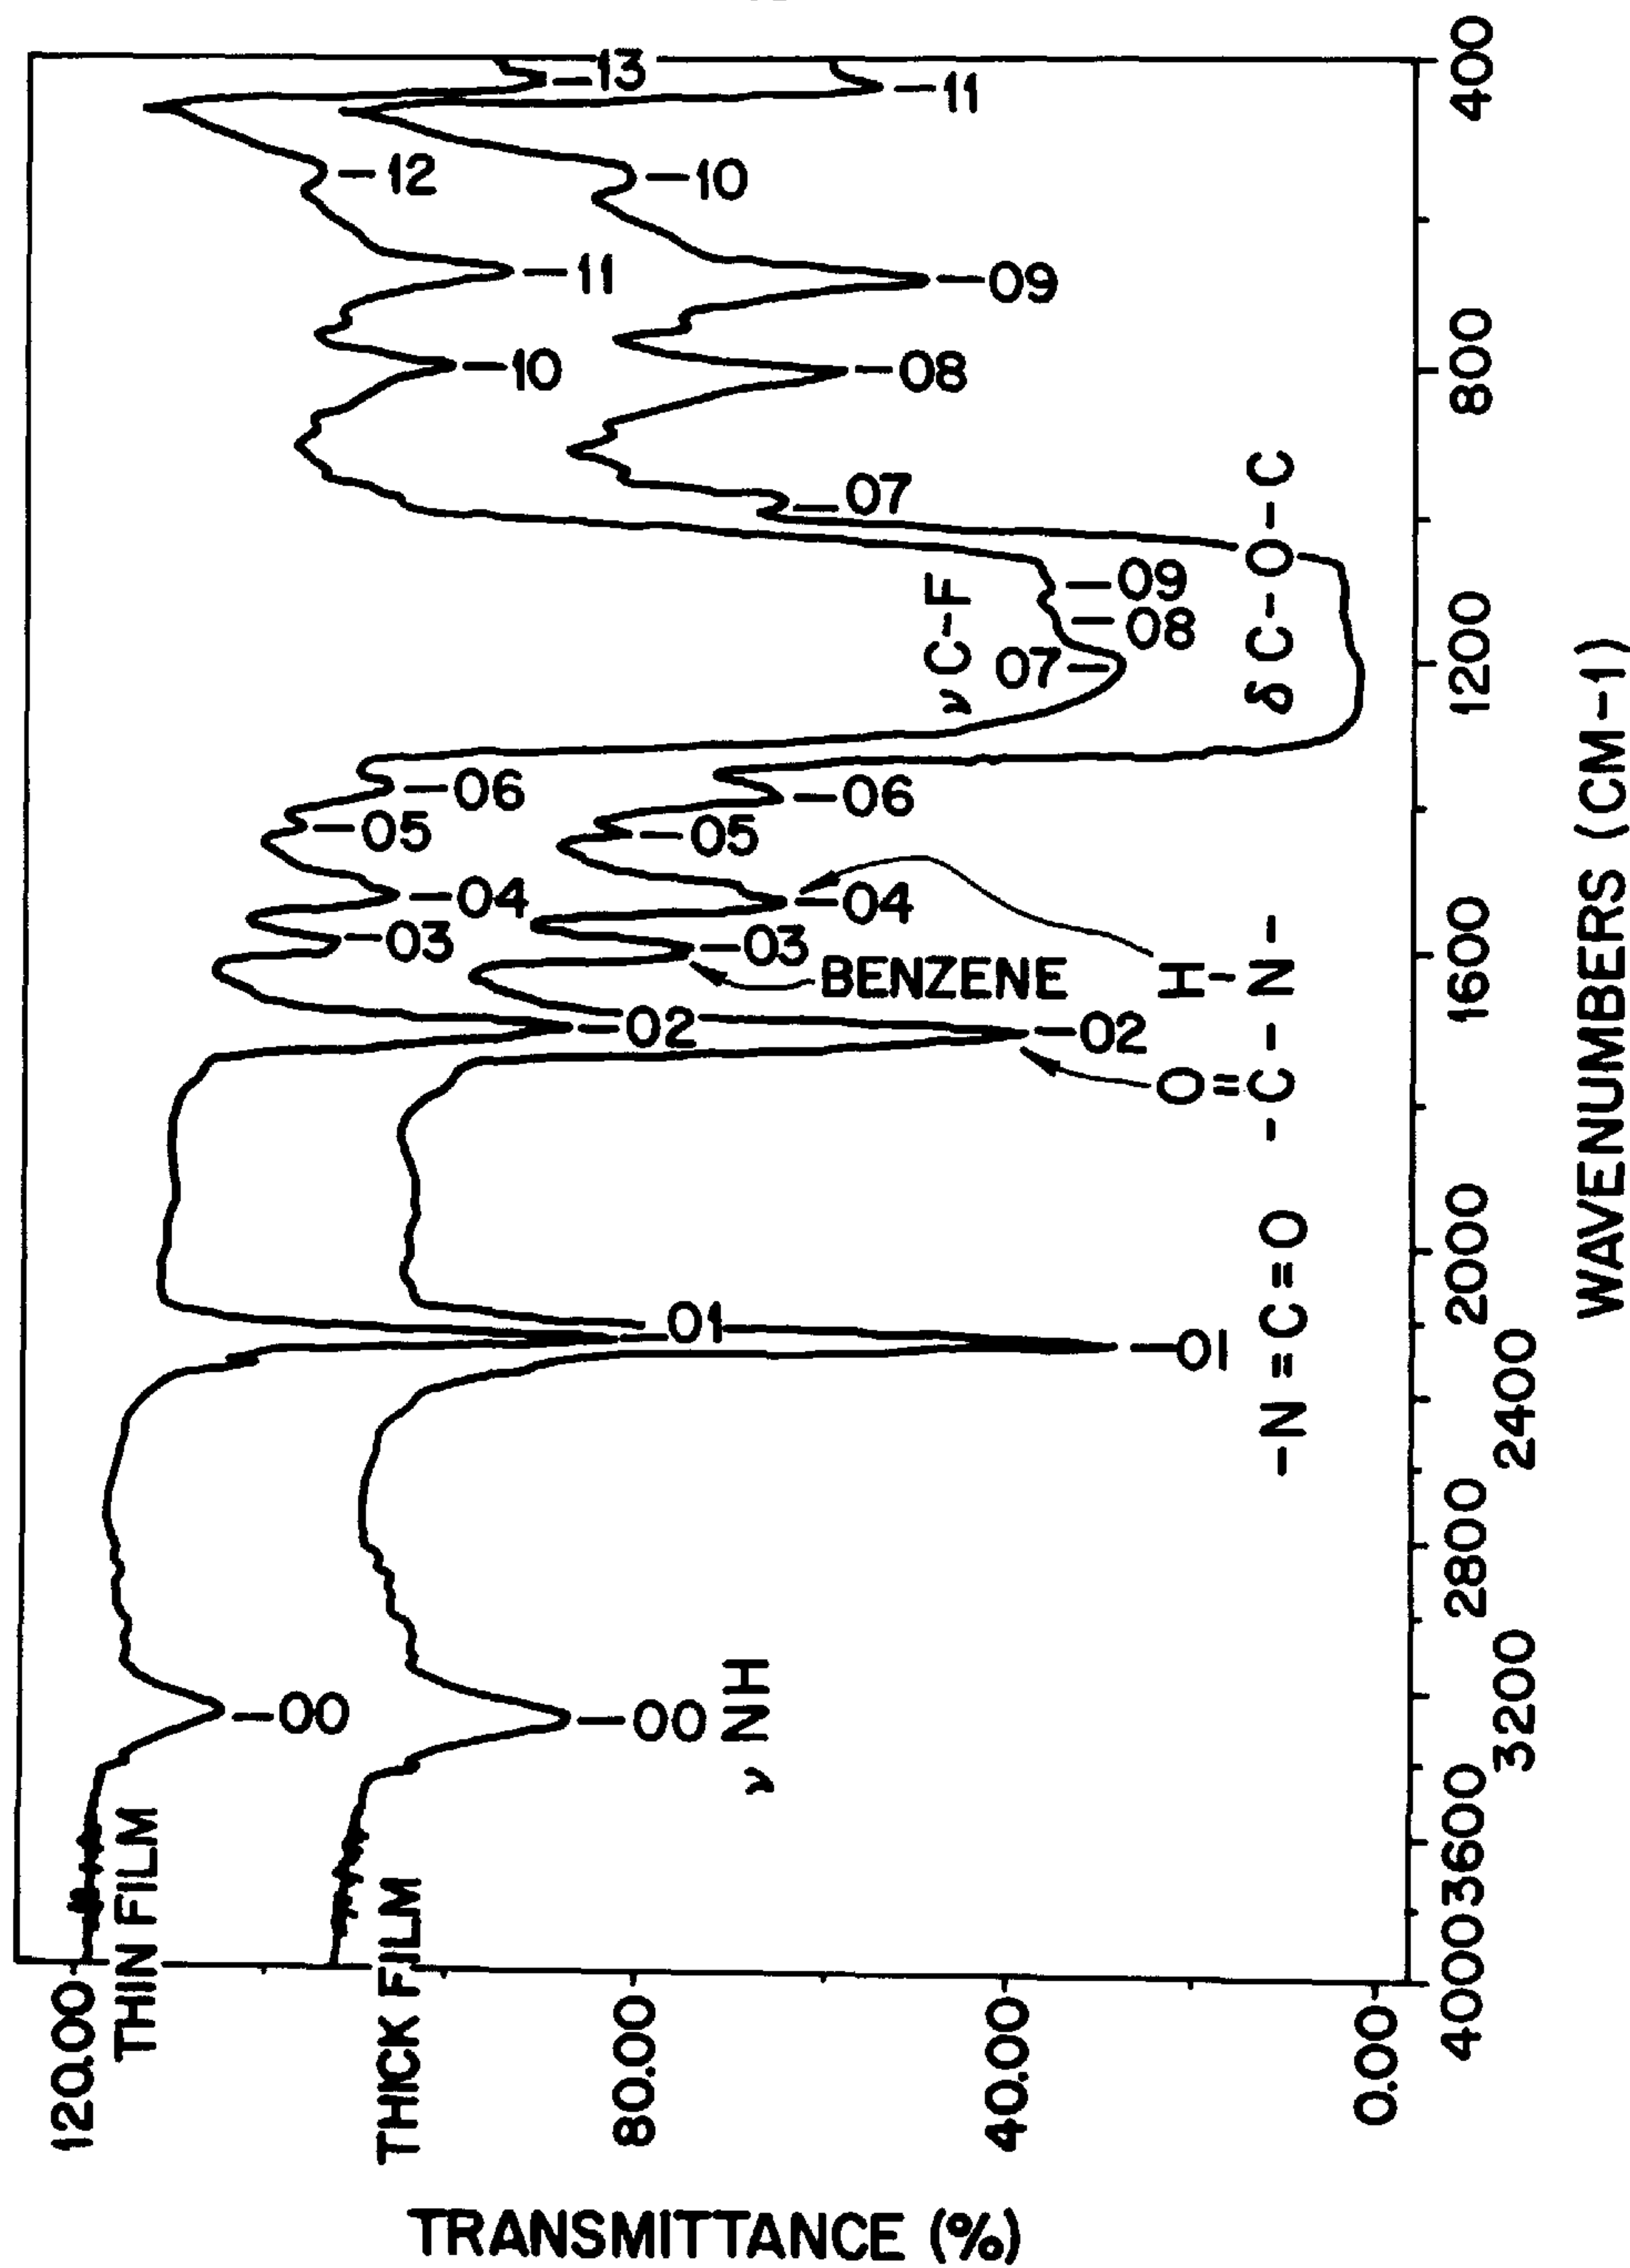 TRANSMITTANCE (%)
120.00
80.00
40.00
0.00
THIN FILM
-00
-01
-02
-03
-04
-05
-06
07-
08-
-09
-10
-11
-12
-13
THICK FILM
-00
ν NH
-01
-02
-03
BENZENE
-04
-05
-06
-07
-08
-09
-10
-11
ν C-F
δ C-O-C
-N=C=O
O H
-C-N-
4000 3600 3200 2800 2400 2000 1600 1200 800 400
WAVENUMBERS (CM-1)